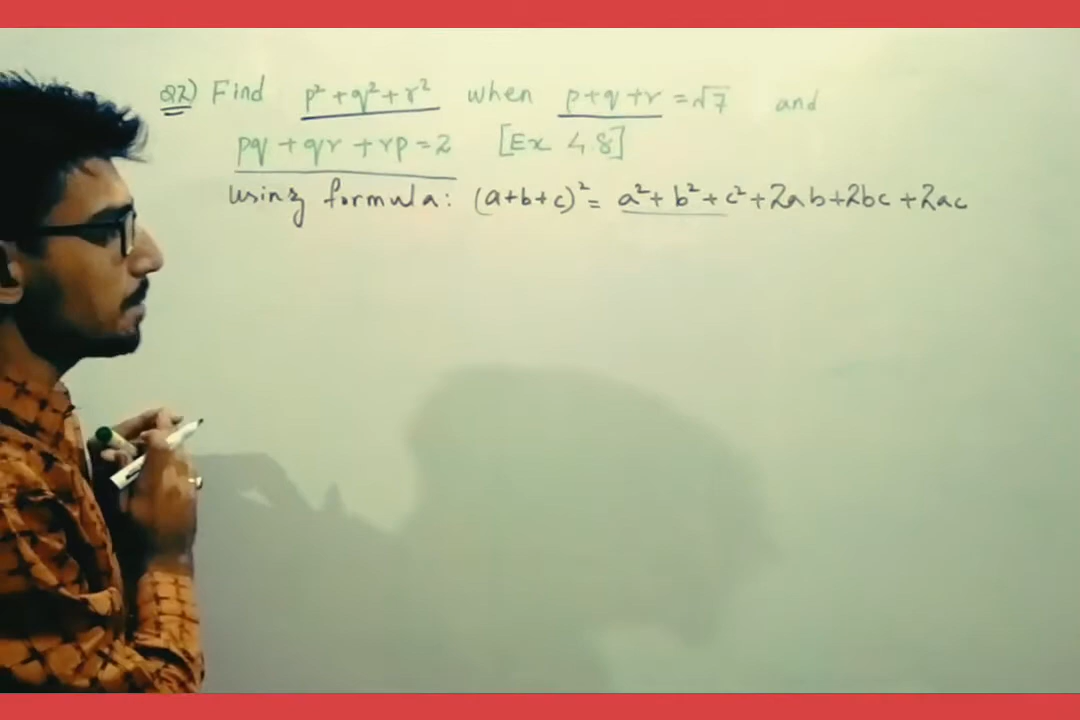 Q2) Find p²+q²+r² when p+q+r=√7 and
pq+qr+rp=2 [Ex 4 8]
using formula: (a+b+c)²= a²+b²+c²+2ab+2bc+2ac